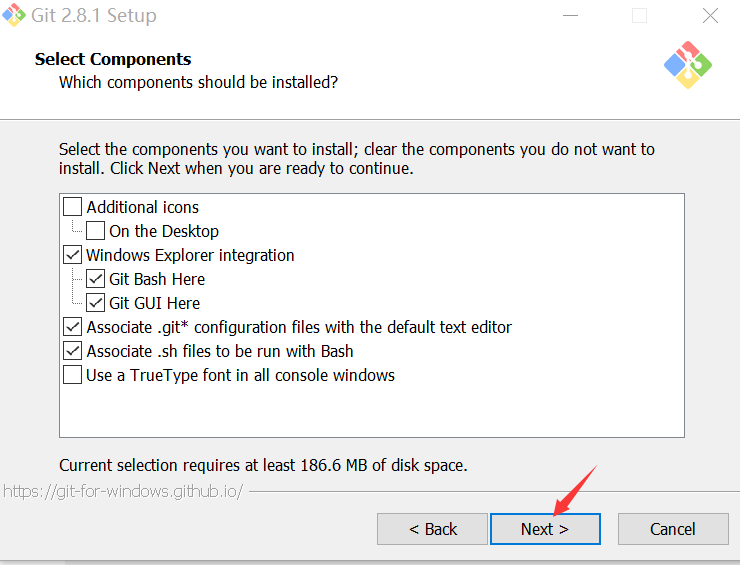 Git 2.8.1 Setup
Select Components
Which components should be installed?
Select the components you want to install; clear the components you do not want to
install. Click Next when you are ready to continue.
Additional icons
On the Desktop
Windows Explorer integration
Git Bash Here
Git GUI Here
Associate .git* configuration files with the default text editor
Associate .sh files to be run with Bash
Use a TrueType font in all console windows
Current selection requires at least 186.6 MB of disk space.
https://git-for-windows.github.io/
< Back
Next >
Cancel